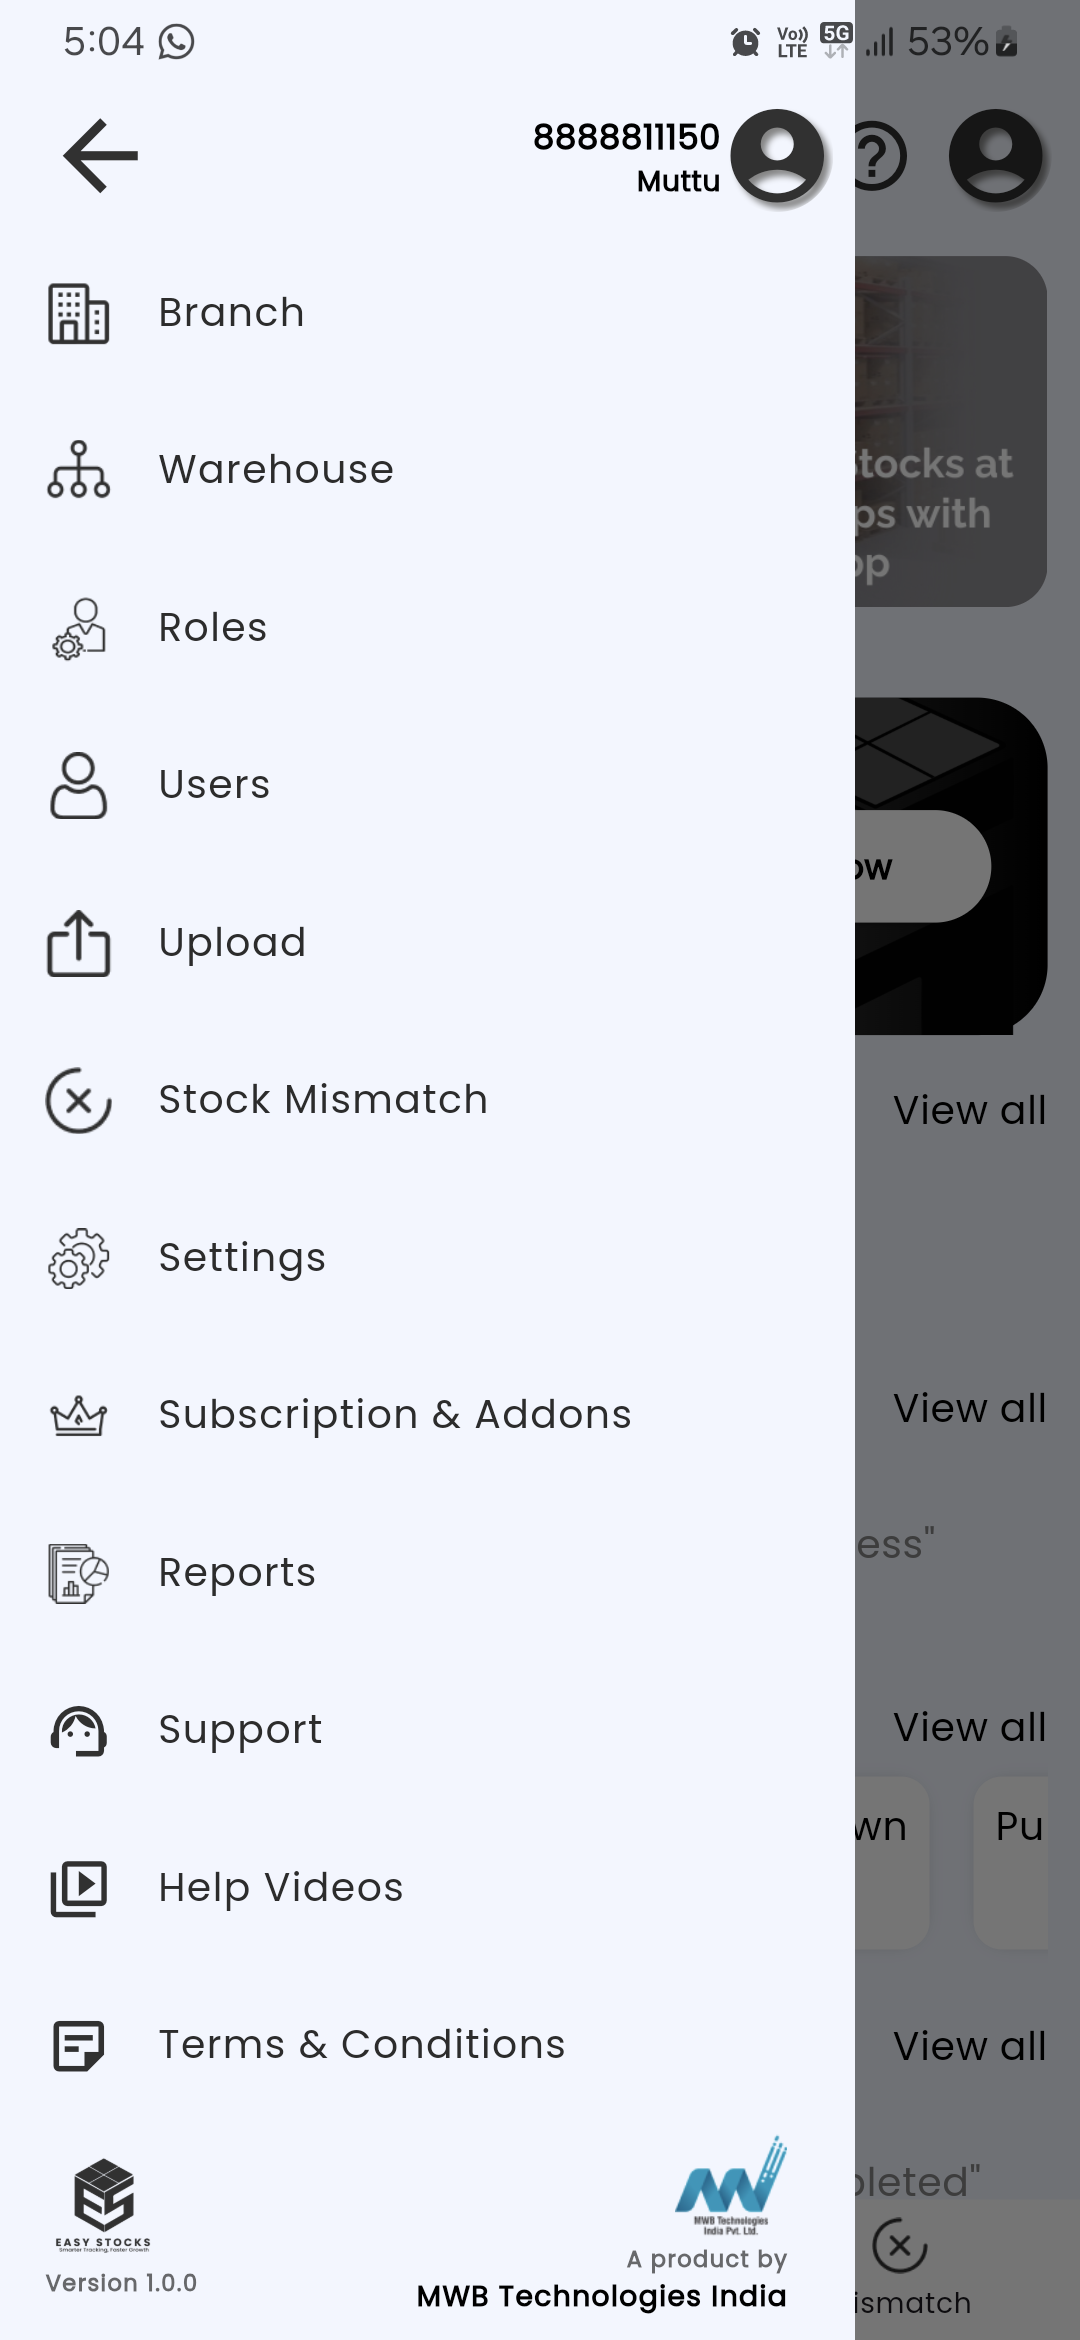 5:04
Vo)) LTE 5G 53%
8888811150
Muttu
Branch
Warehouse
Roles
Users
Upload
Stock Mismatch
Settings
Subscription & Addons
Reports
Support
Help Videos
Terms & Conditions
EASY STOCKS
Smarter Tracking, Faster Growth
Version 1.0.0
MWB Technologies
India Pvt. Ltd.
A product by
MWB Technologies India
tocks at
ps with
pp
ow
View all
View all
ess"
View all
wn
Pu
View all
pleted"
ismatch